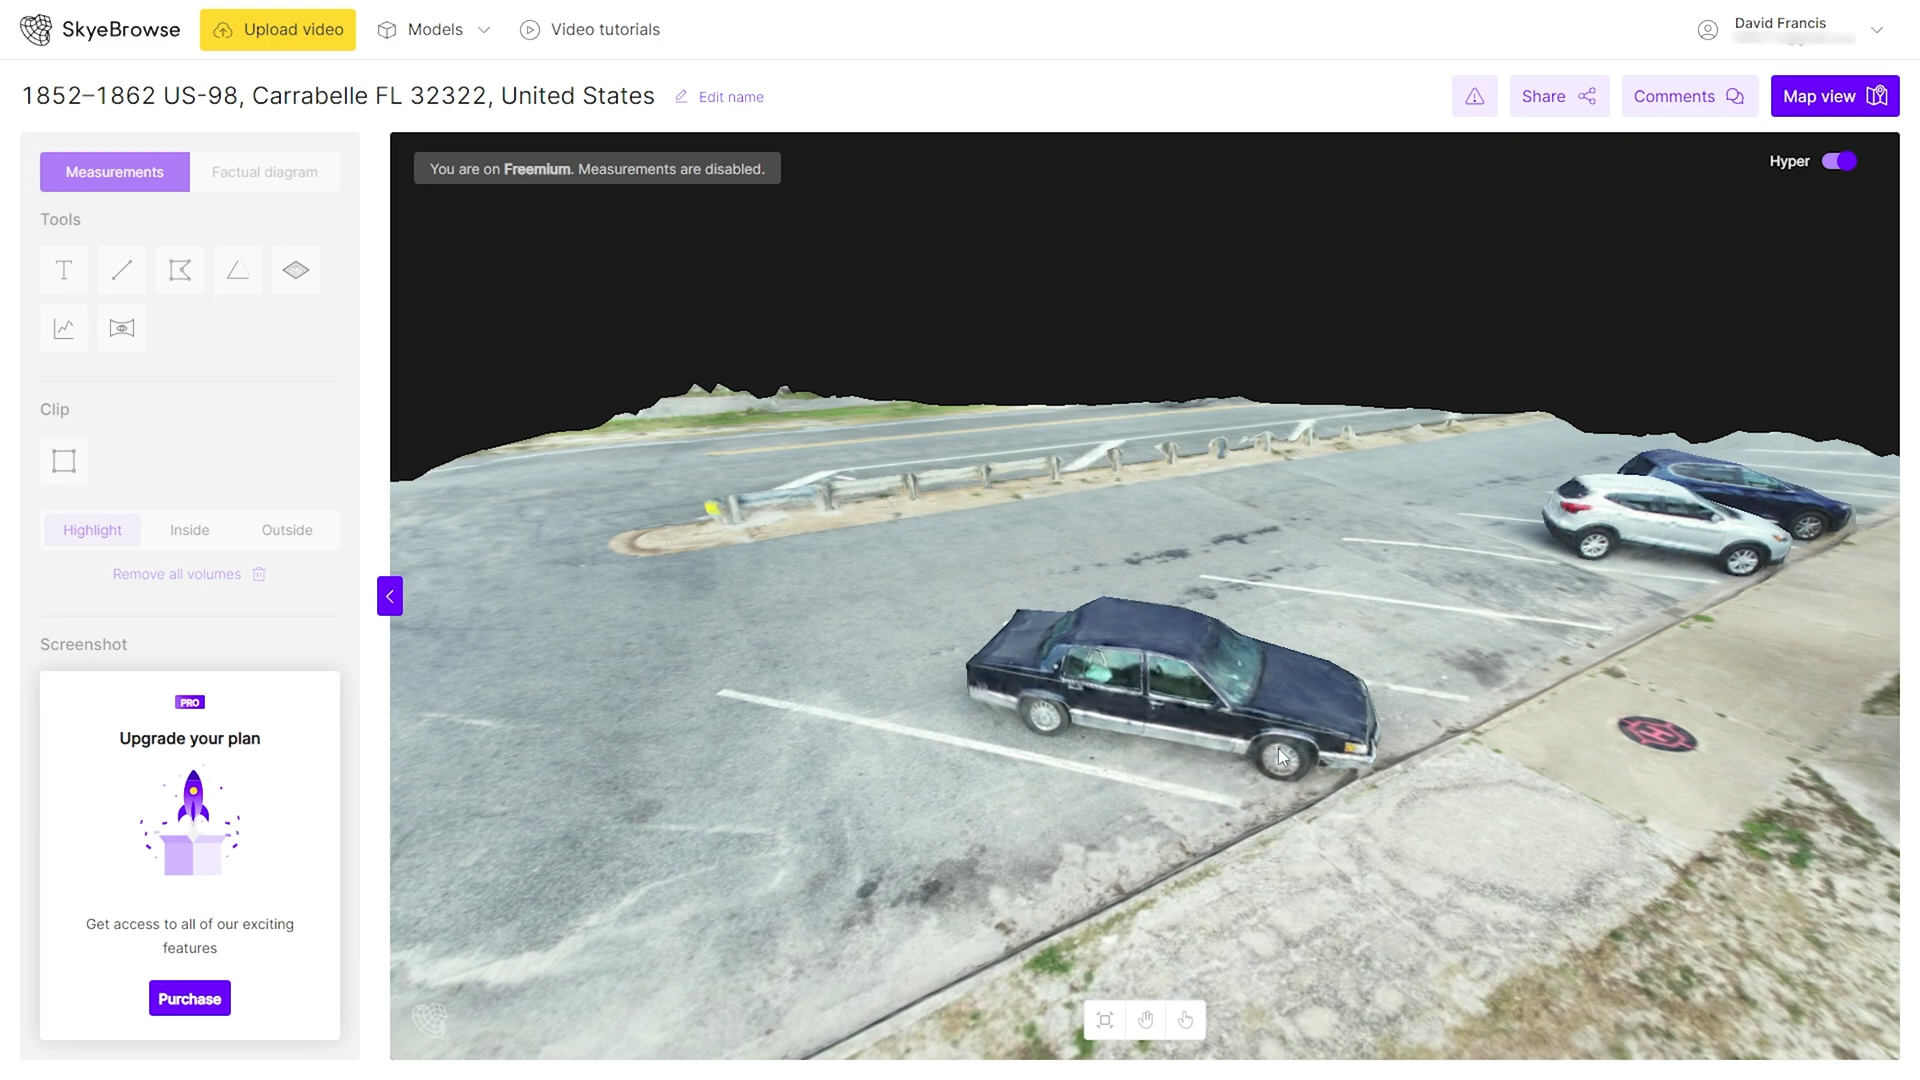 SkyeBrowse
Upload video
Models
Video tutorials
David Francis
1852–1862 US-98, Carrabelle FL 32322, United States
Edit name
Share
Comments
Map view
Measurements
Factual diagram
You are on Freemium. Measurements are disabled.
Hyper
Tools
T
Clip
Highlight
Inside
Outside
Remove all volumes
Screenshot
PRO
Upgrade your plan
Get access to all of our exciting
features
Purchase
H